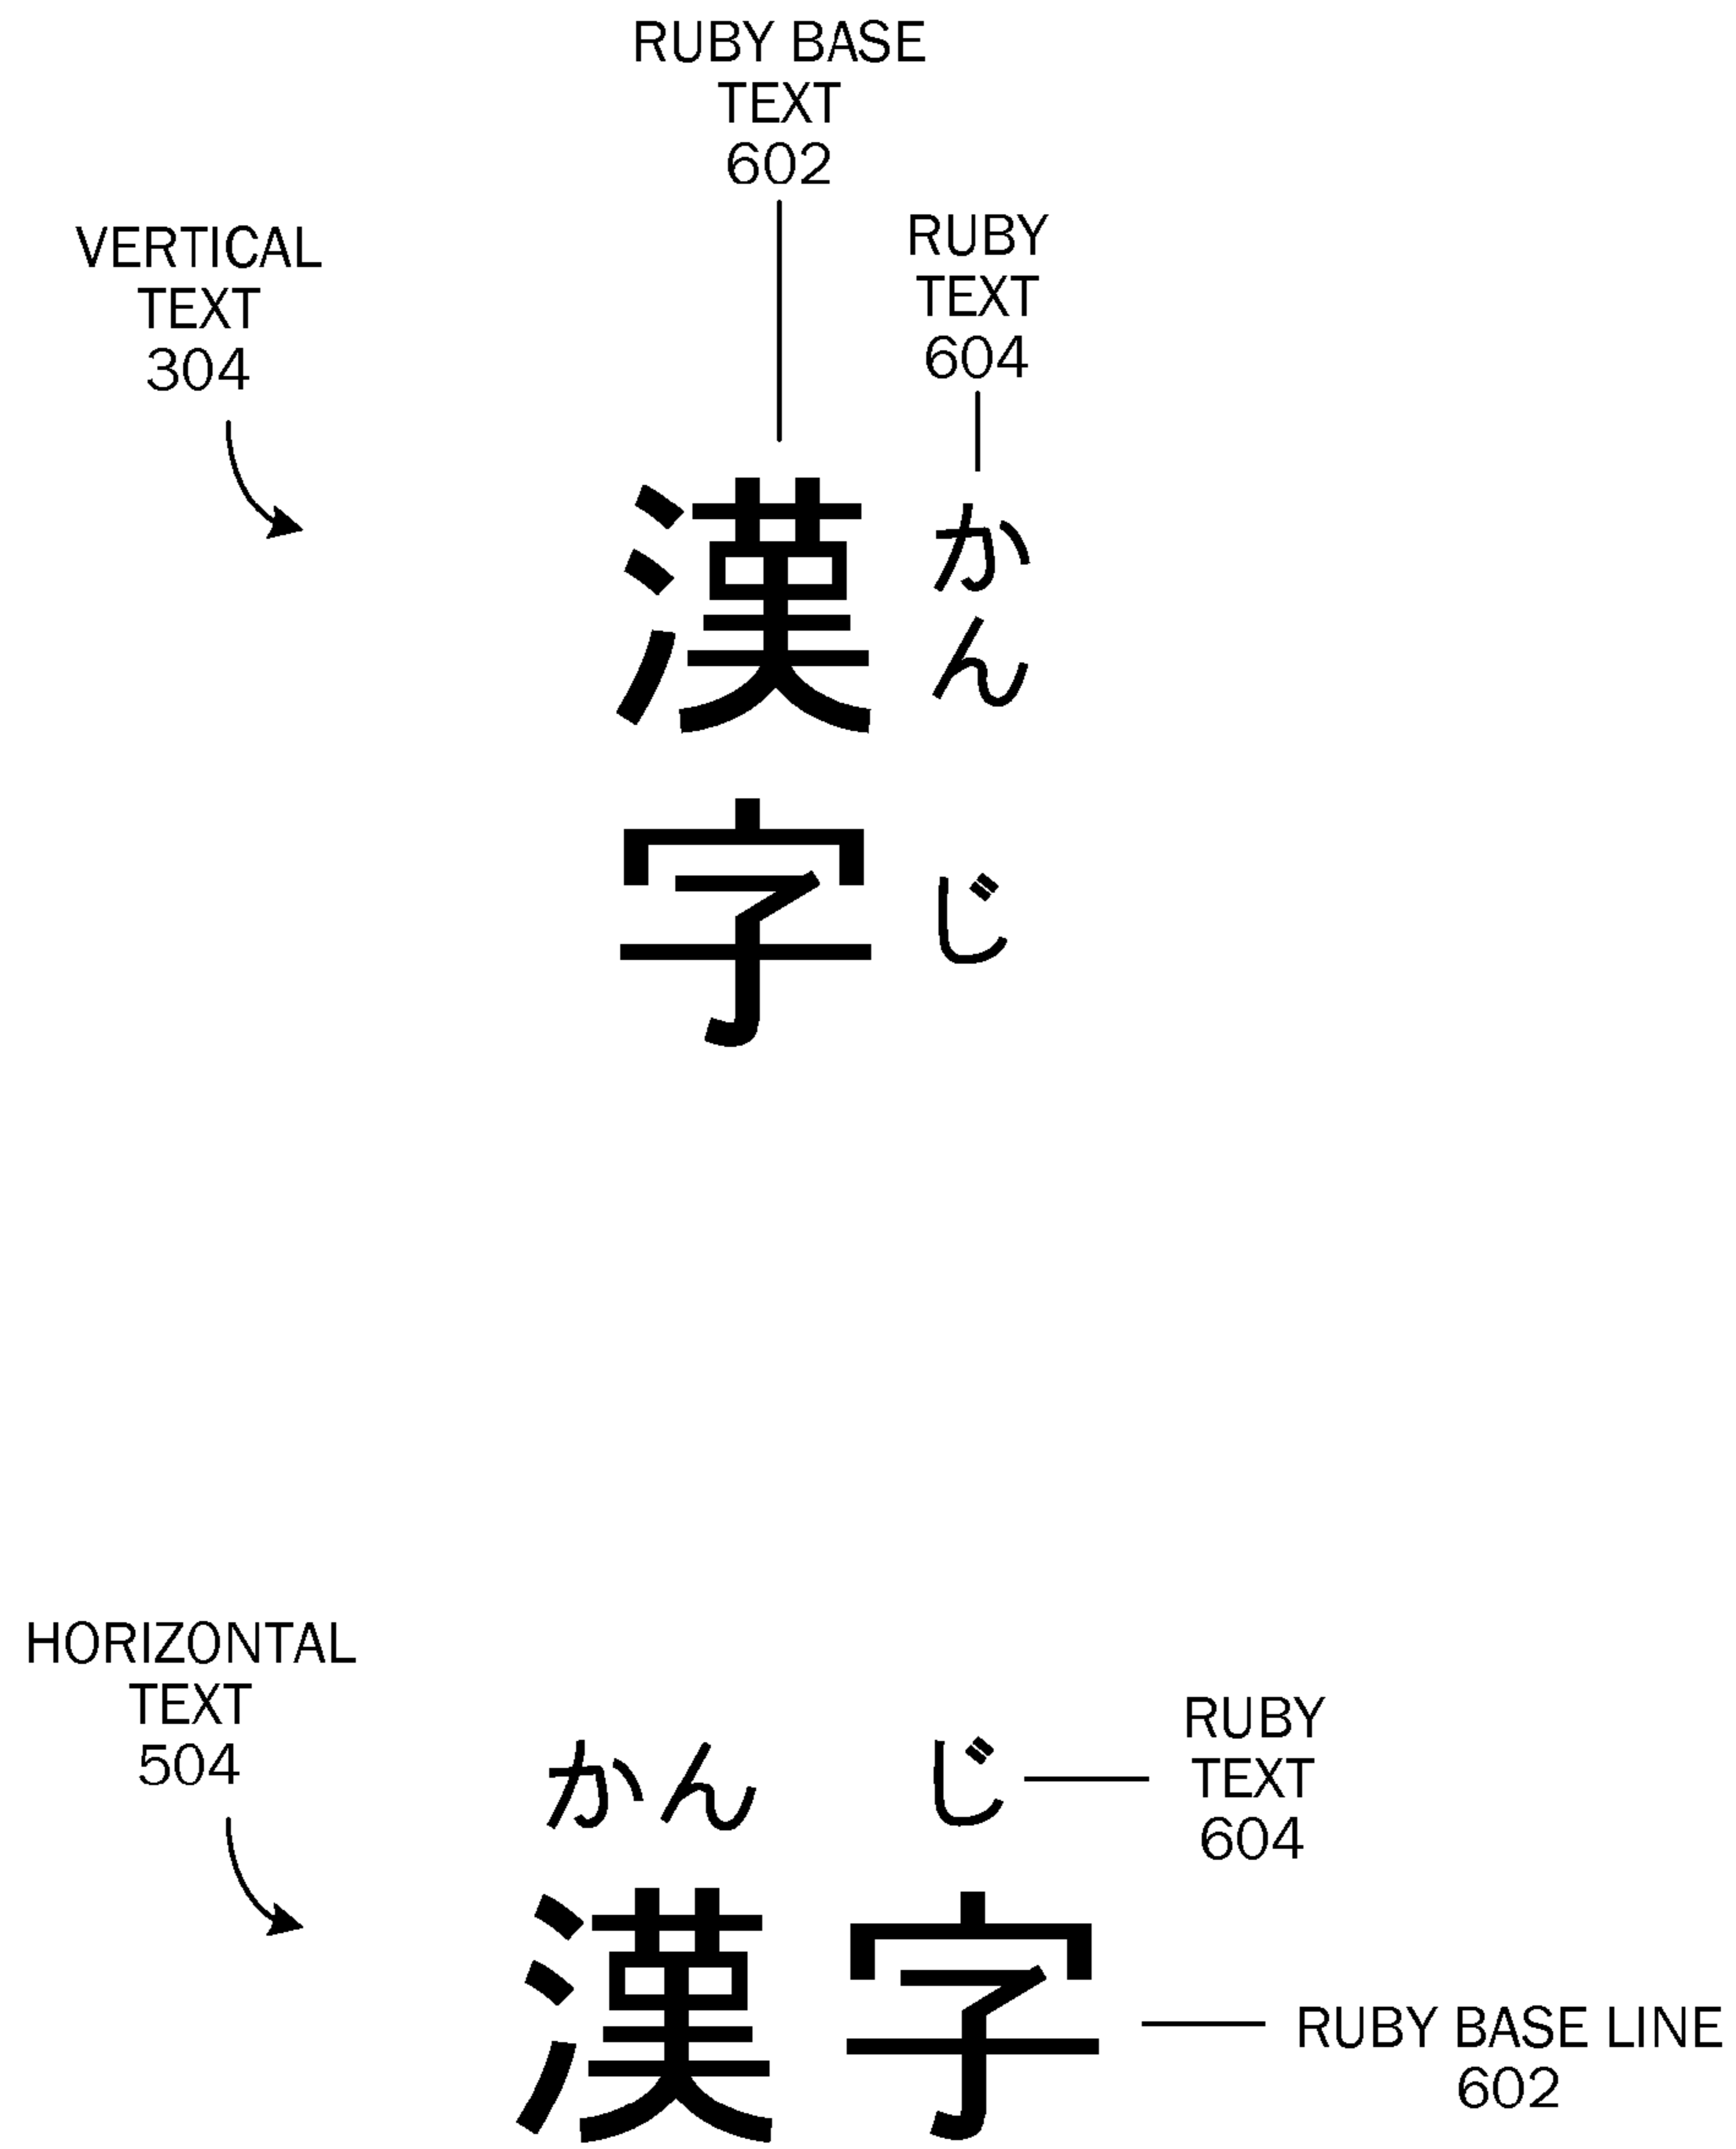 RUBY BASE
TEXT
602
RUBY
TEXT
604
VERTICAL
TEXT
304
漢字
かんじ
HORIZONTAL
TEXT
504
かん じ
漢字
RUBY
TEXT
604
RUBY BASE LINE
602